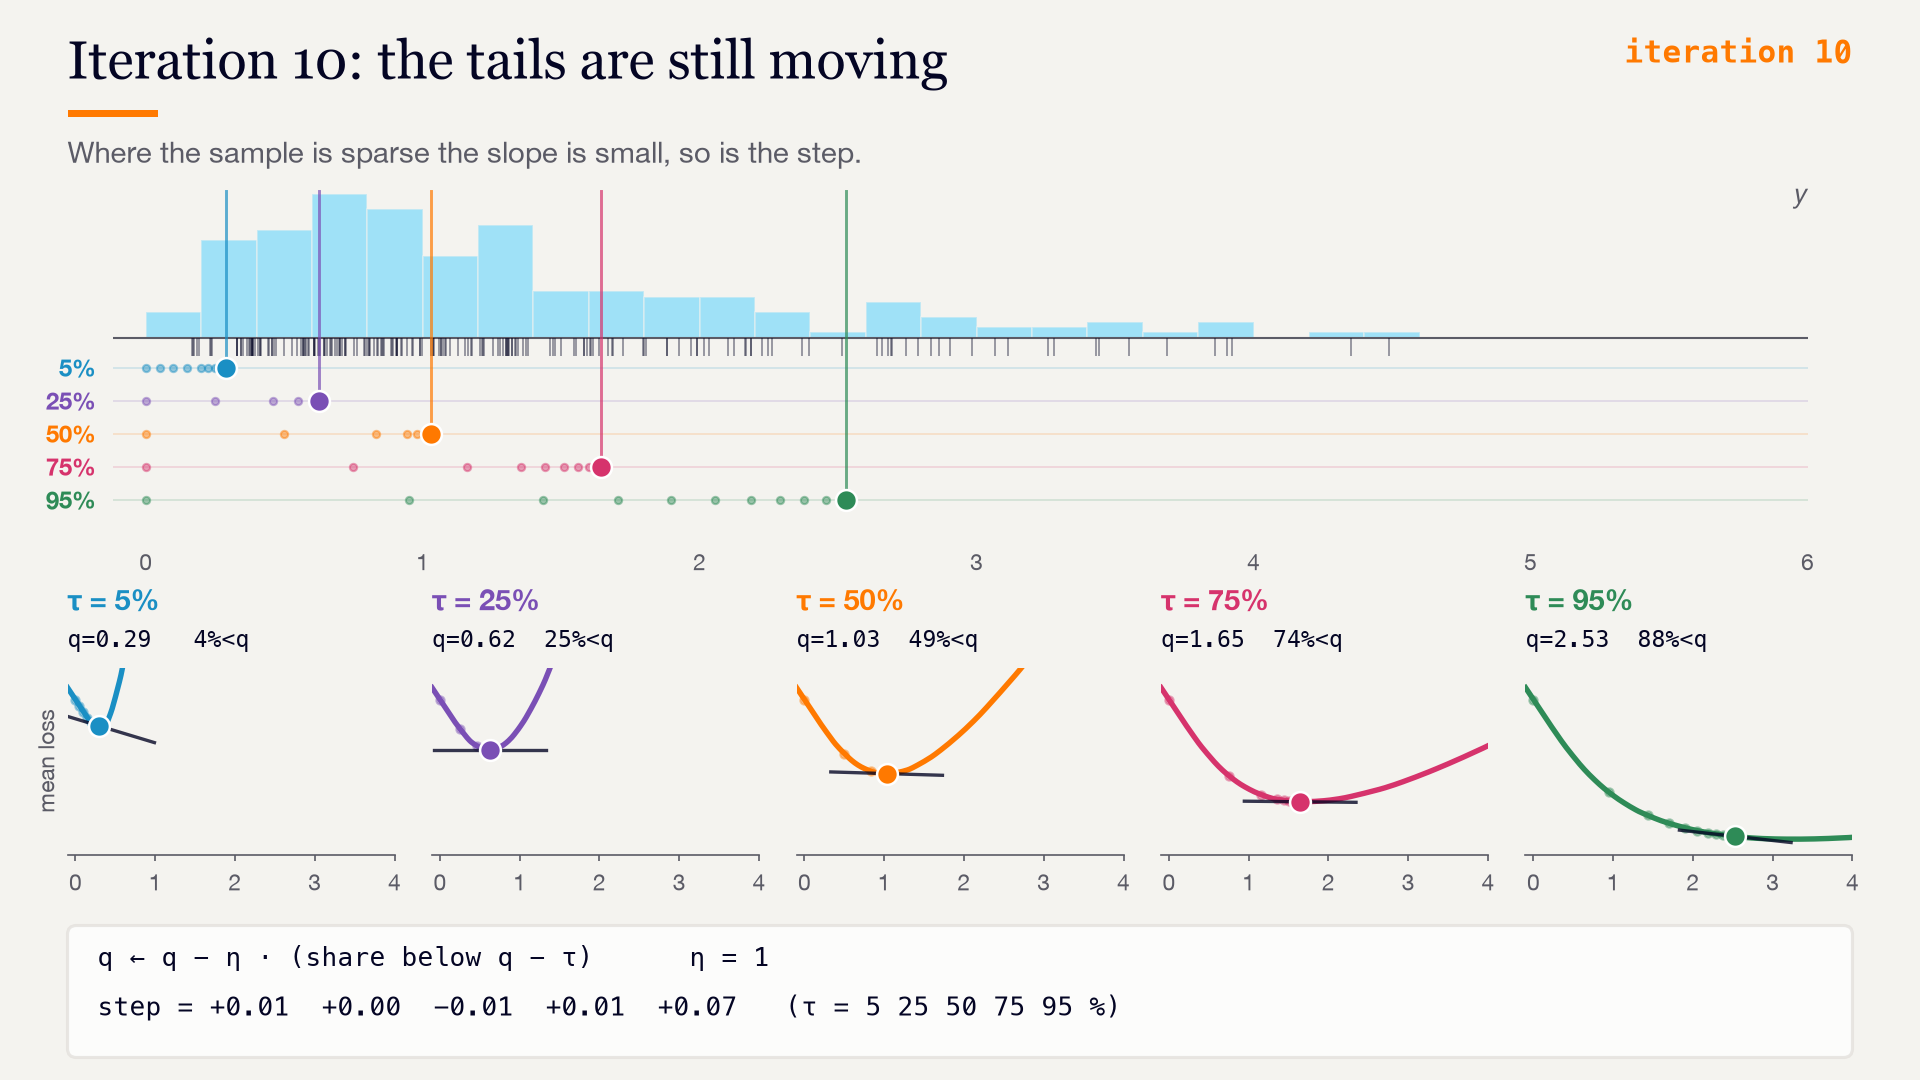 Iteration 10: the tails are still moving
iteration 10
Where the sample is sparse the slope is small, so is the step.
y
5%
25%
50%
75%
95%
0 1 2 3 4 5 6
τ = 5% τ = 25% τ = 50% τ = 75% τ = 95%
q=0.29 4%<q q=0.62 25%<q q=1.03 49%<q q=1.65 74%<q q=2.53 88%<q
mean loss
0 1 2 3 4 0 1 2 3 4 0 1 2 3 4 0 1 2 3 4 0 1 2 3 4
q ← q − η · (share below q − τ) η = 1
step = +0.01 +0.00 −0.01 +0.01 +0.07 (τ = 5 25 50 75 95 %)